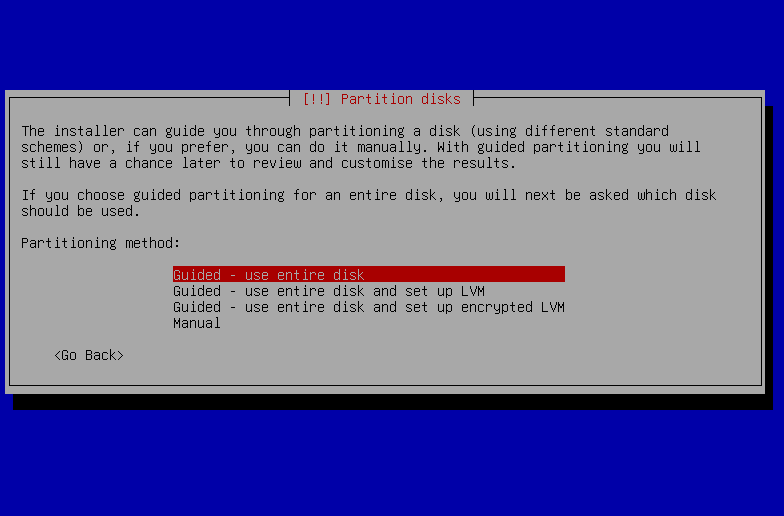 [!!] Partition disks
The installer can guide you through partitioning a disk (using different standard
schemes) or, if you prefer, you can do it manually. With guided partitioning you will
still have a chance later to review and customise the results.
If you choose guided partitioning for an entire disk, you will next be asked which disk
should be used.
Partitioning method:
Guided - use entire disk
Guided - use entire disk and set up LVM
Guided - use entire disk and set up encrypted LVM
Manual
<Go Back>